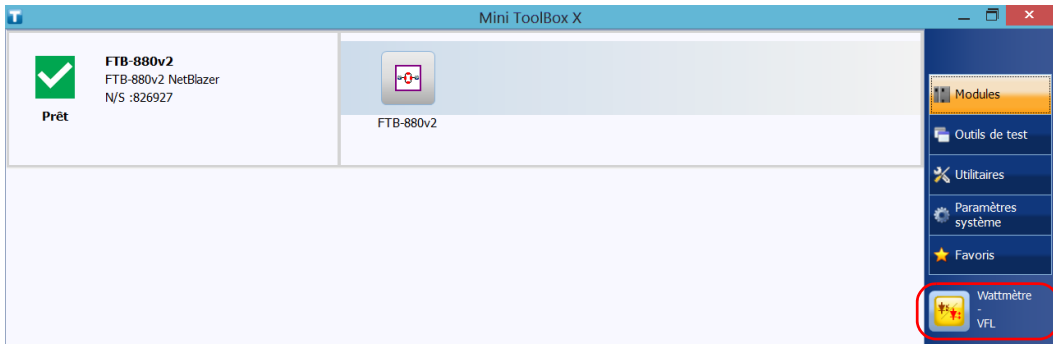 Mini ToolBox X
FTB-880v2
FTB-880v2 NetBlazer
N/S :826927
Prêt
FTB-880v2
Modules
Outils de test
Utilitaires
Paramètres
système
Favoris
Wattmètre
-
VFL